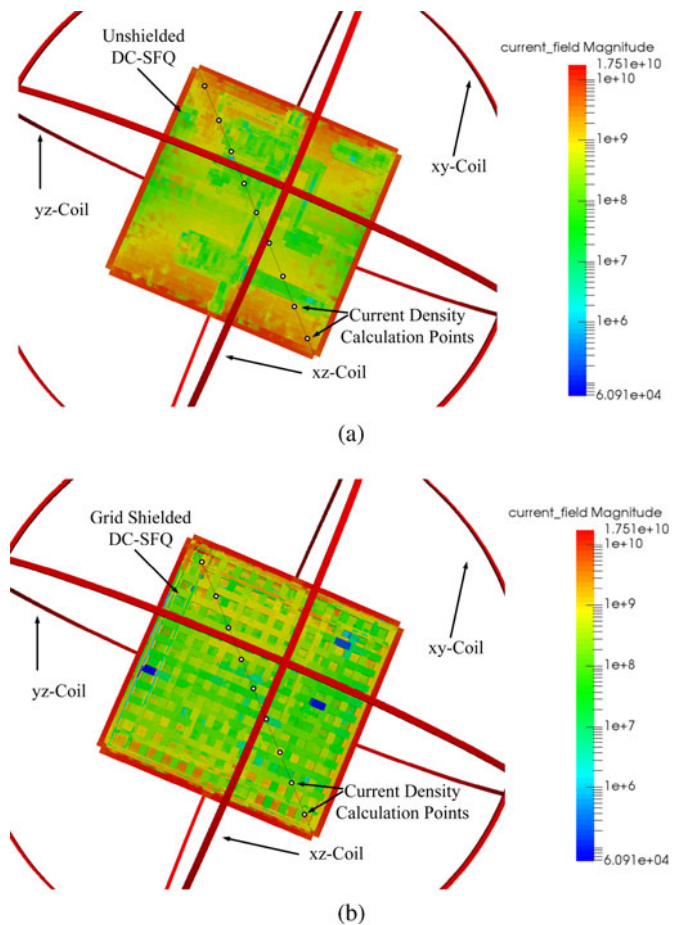 Unshielded
DC-SFQ
current_field Magnitude
1.751e+10
1e+10
1e+9
1e+8
1e+7
1e+6
6.091e+04
xy-Coil
yz-Coil
Current Density
Calculation Points
xz-Coil
(a)
Grid Shielded
DC-SFQ
current_field Magnitude
1.751e+10
1e+10
1e+9
1e+8
1e+7
1e+6
6.091e+04
xy-Coil
yz-Coil
Current Density
Calculation Points
xz-Coil
(b)